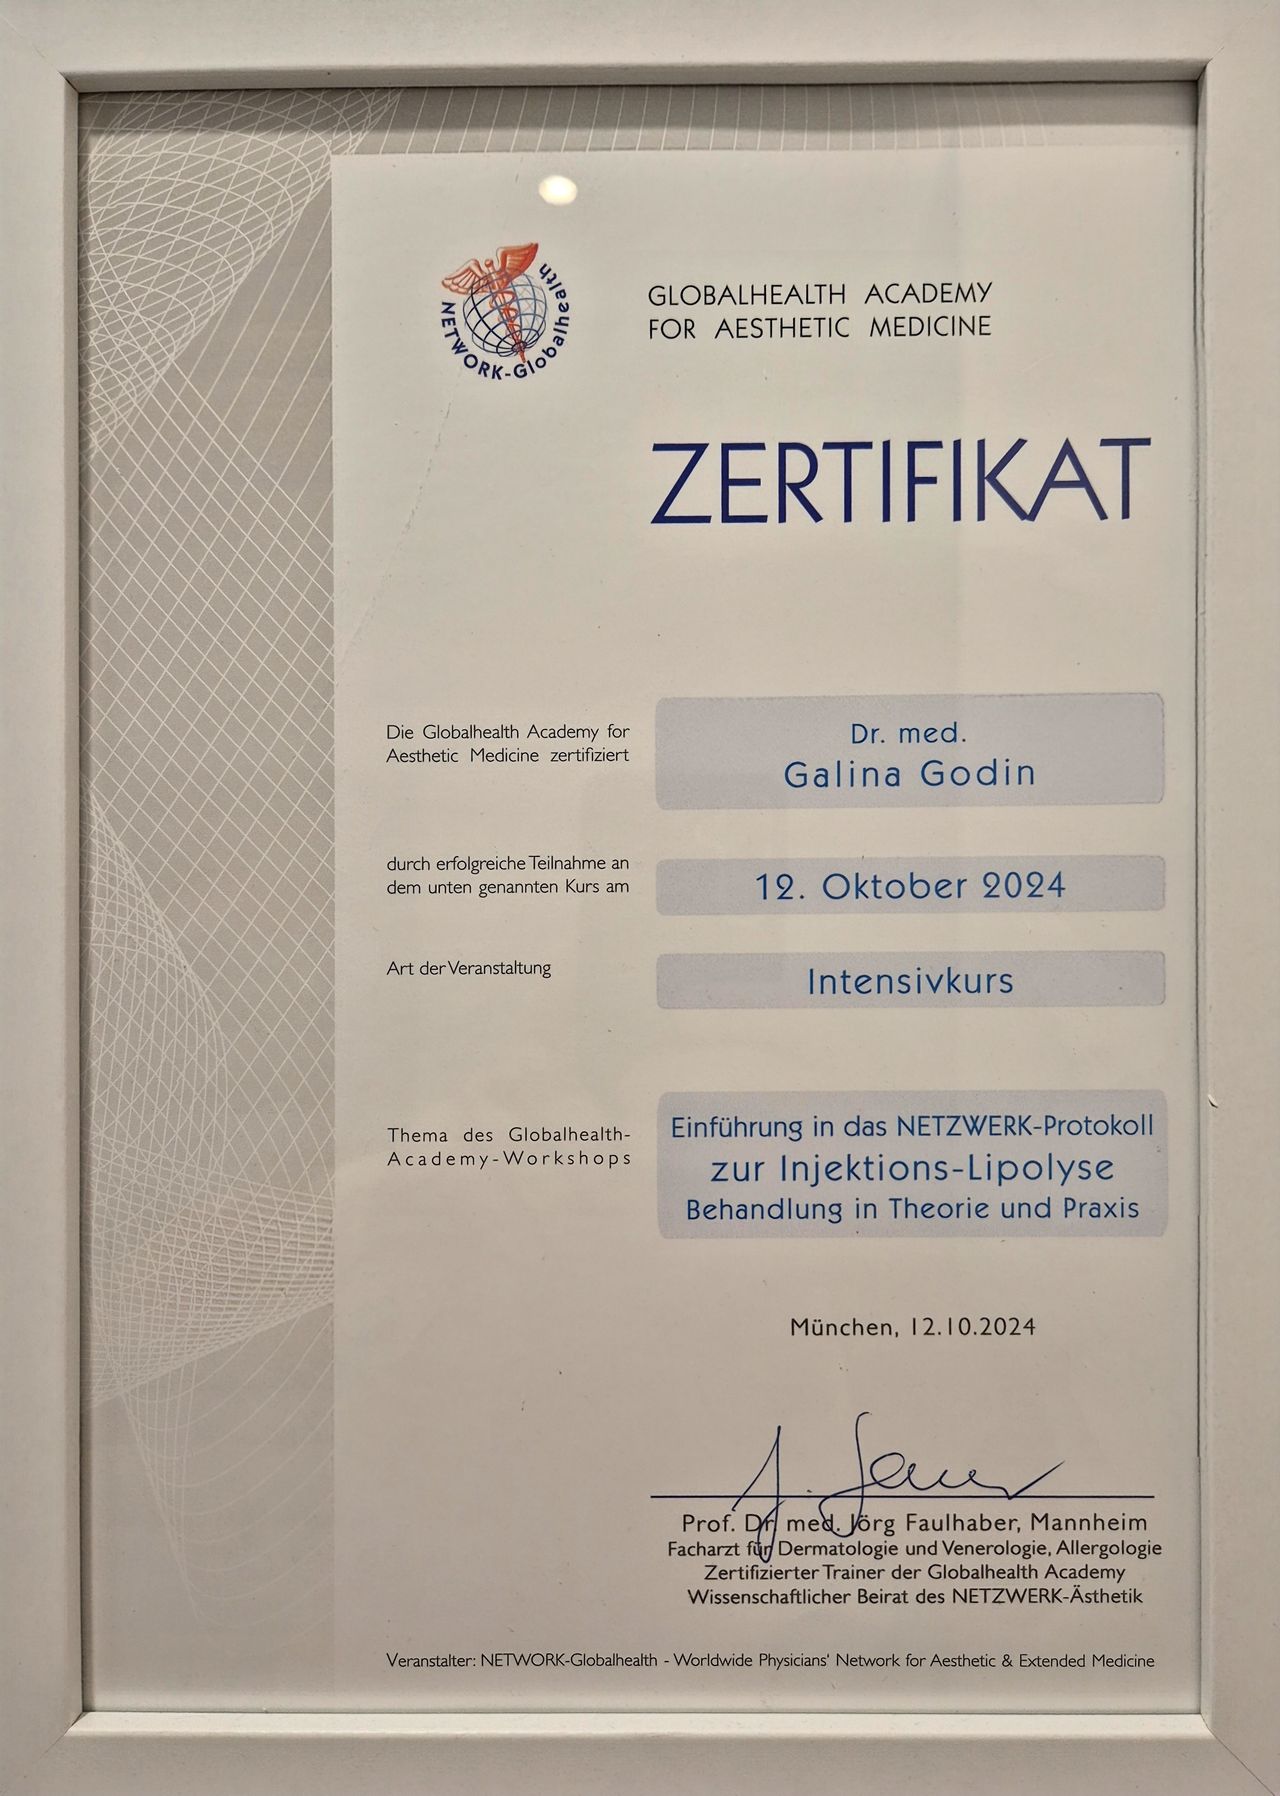 NETWORK-Globalhealth
GLOBALHEALTH ACADEMY
FOR AESTHETIC MEDICINE
ZERTIFIKAT
Die Globalhealth Academy for
Aesthetic Medicine zertifiziert
Dr. med.
Galina Godin
durch erfolgreiche Teilnahme an
dem unten genannten Kurs am
12. Oktober 2024
Art der Veranstaltung
Intensivkurs
Thema des Globalhealth-
Academy-Workshops
Einführung in das NETZWERK-Protokoll
zur Injektions-Lipolyse
Behandlung in Theorie und Praxis
München, 12.10.2024
Prof. Dr. med. Jörg Faulhaber, Mannheim
Facharzt für Dermatologie und Venerologie, Allergologie
Zertifizierter Trainer der Globalhealth Academy
Wissenschaftlicher Beirat des NETZWERK-Ästhetik
Veranstalter: NETWORK-Globalhealth - Worldwide Physicians' Network for Aesthetic & Extended Medicine